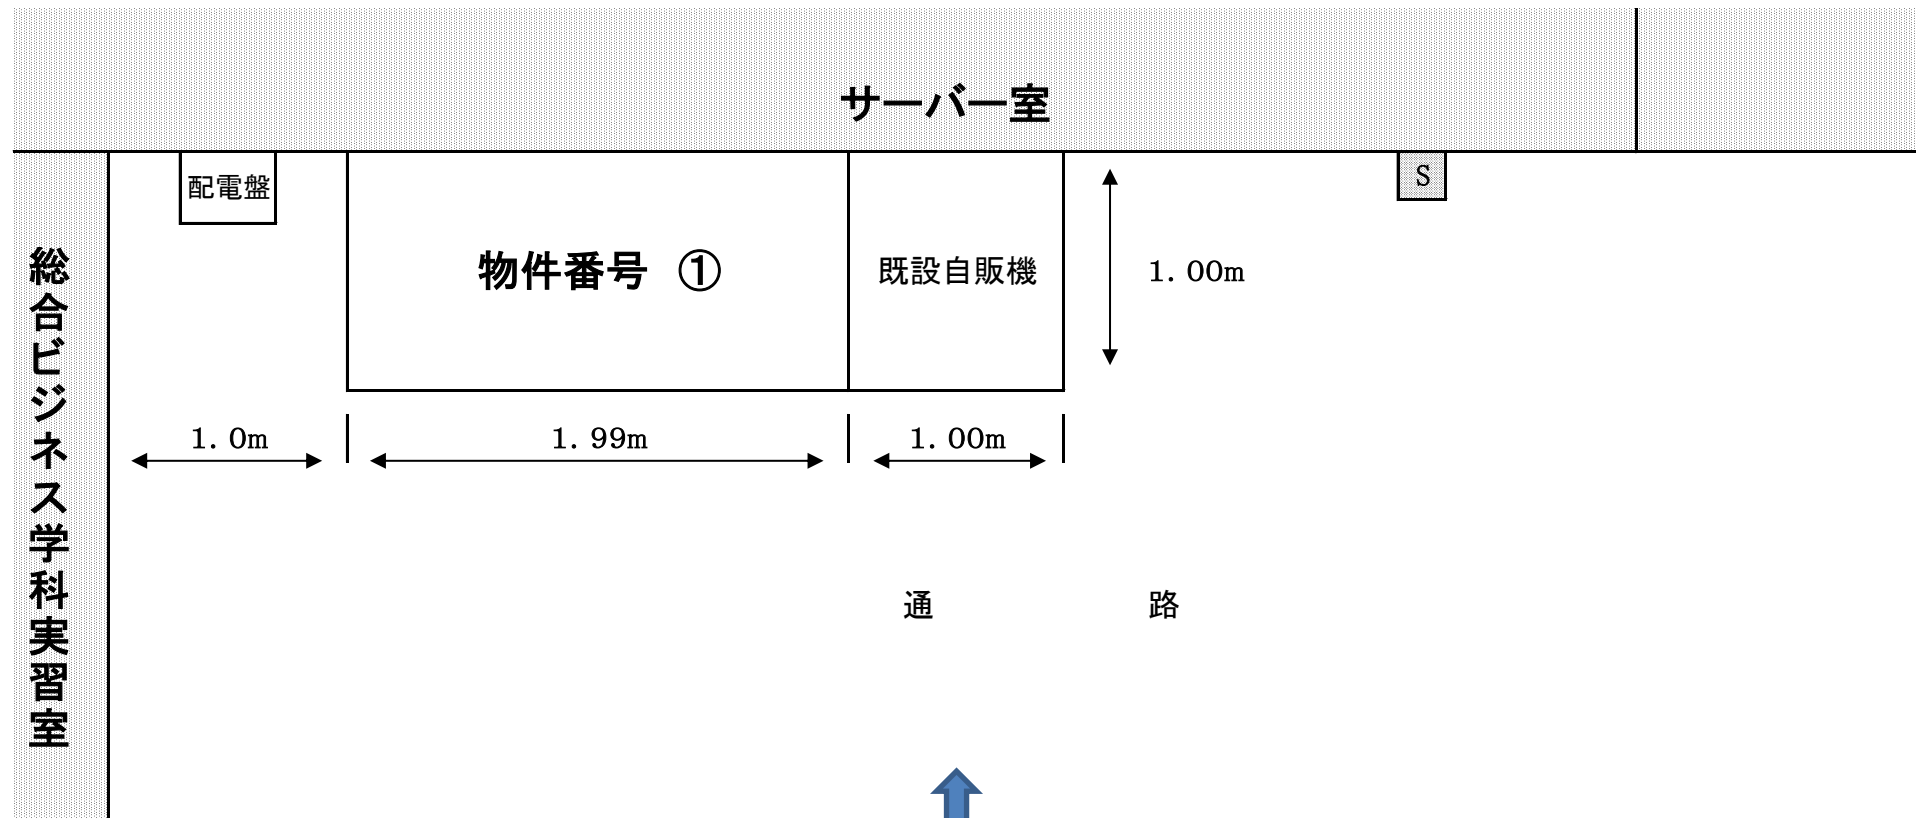 サーバー室
配電盤
S
総合ビジネス学科実習室
物件番号 ①
既設自販機
1.00m
1.0m
1.99m
1.00m
通 路